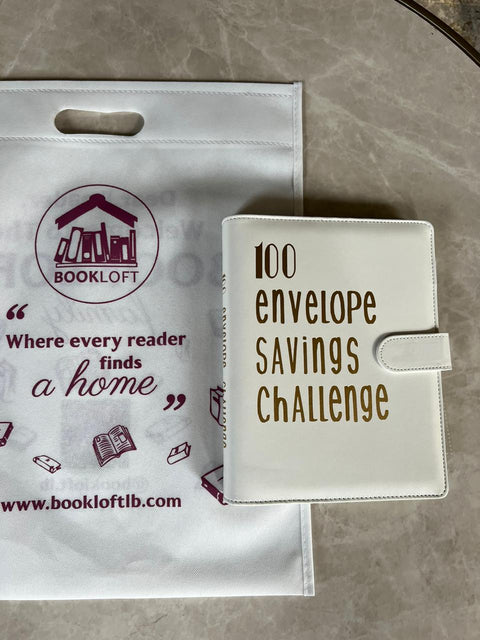 BOOKLOFT
“
Where every reader
finds
a home
”
www.bookloftlb.com
100
envelope
savings
challenge